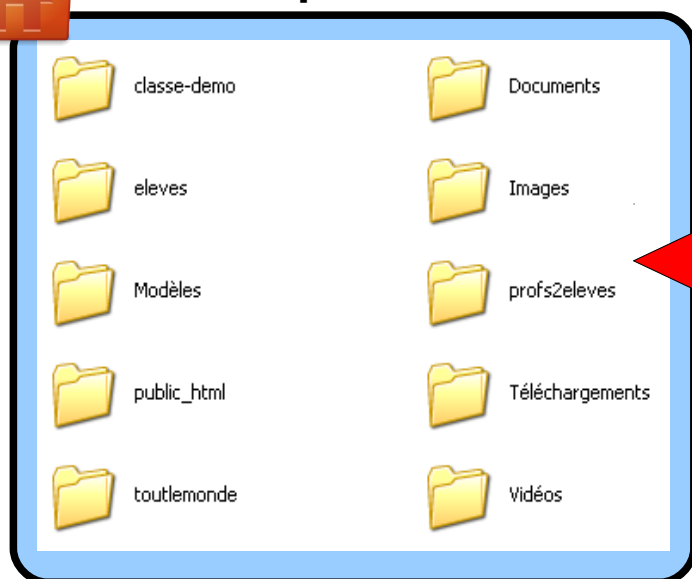 classe-demo
Documents
eleves
Images
Modèles
profs2eleves
public_html
Téléchargements
toutlemonde
Vidéos